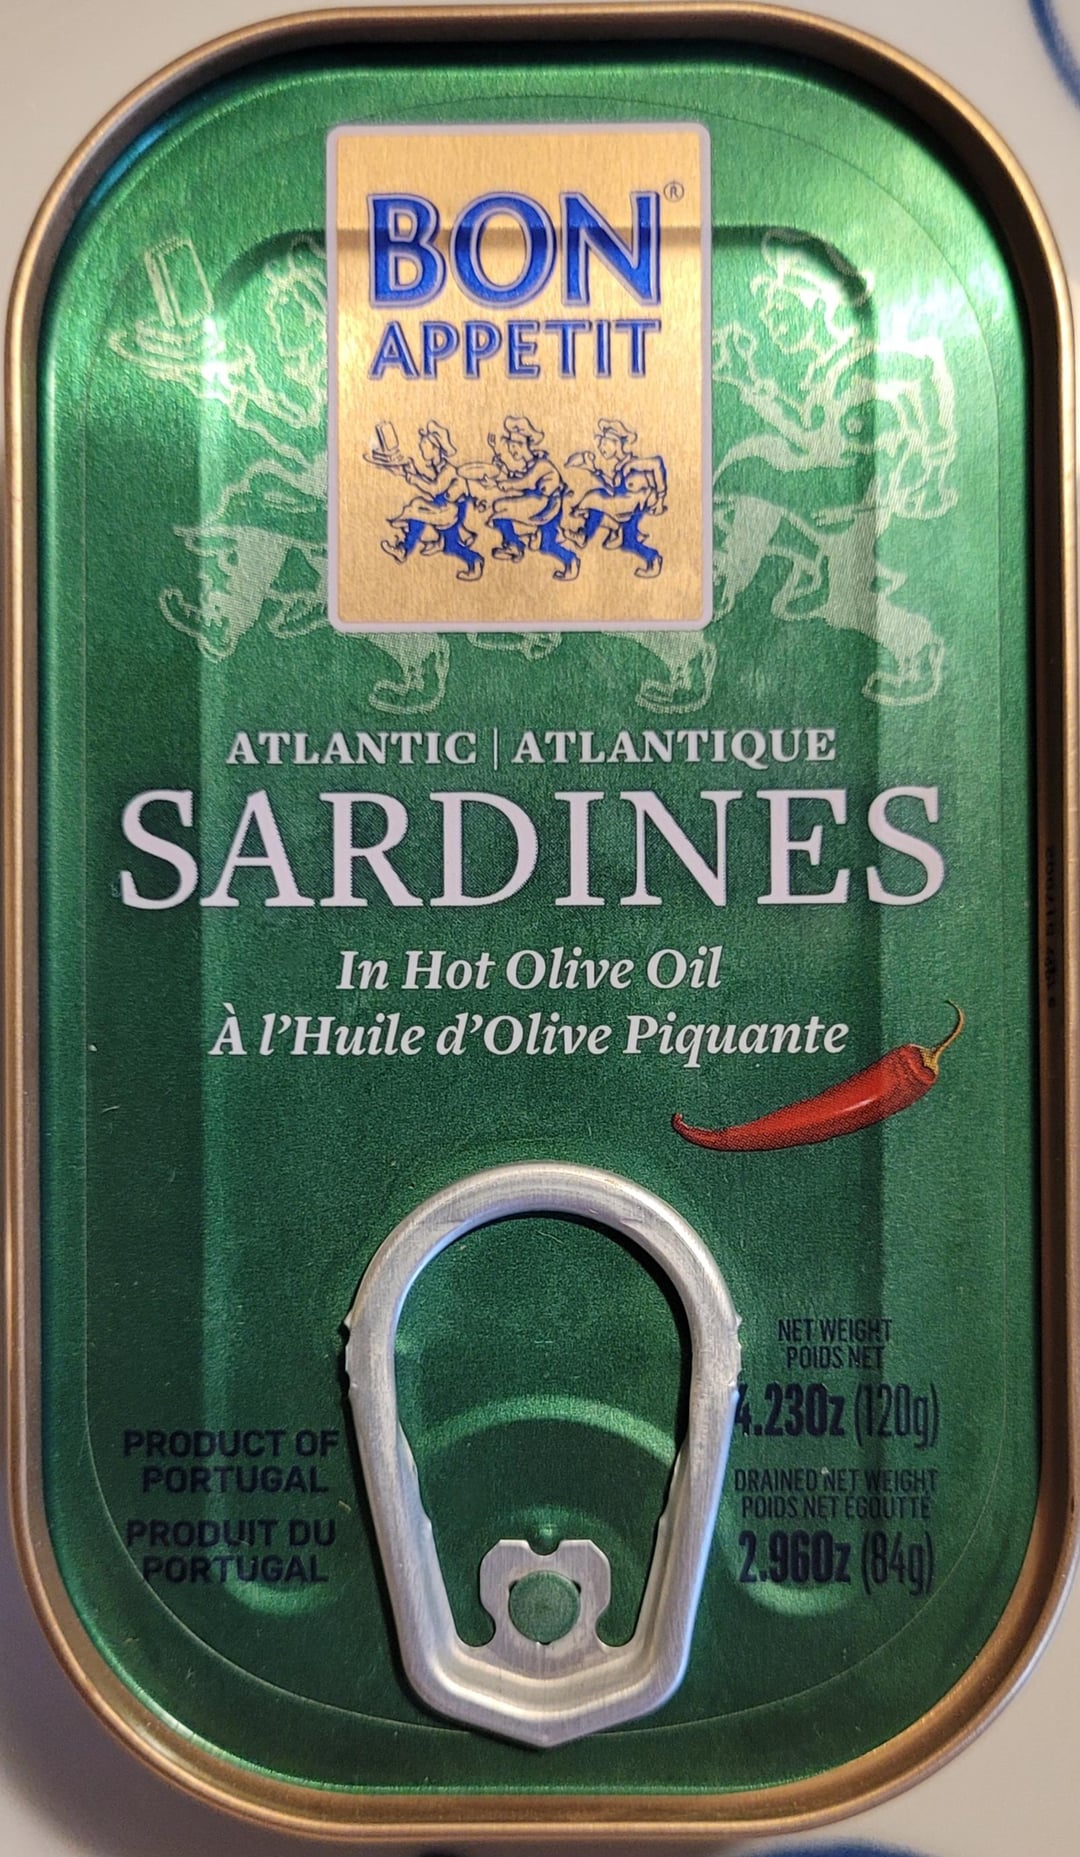 BON®
APPETIT
ATLANTIC | ATLANTIQUE
SARDINES
In Hot Olive Oil
À l'Huile d'Olive Piquante
PRODUCT OF
PORTUGAL
PRODUIT DU
PORTUGAL
NET WEIGHT
POIDS NET
4.23Oz (120g)
DRAINED NET WEIGHT
POIDS NET EGOUTTE
2.96Oz (84g)